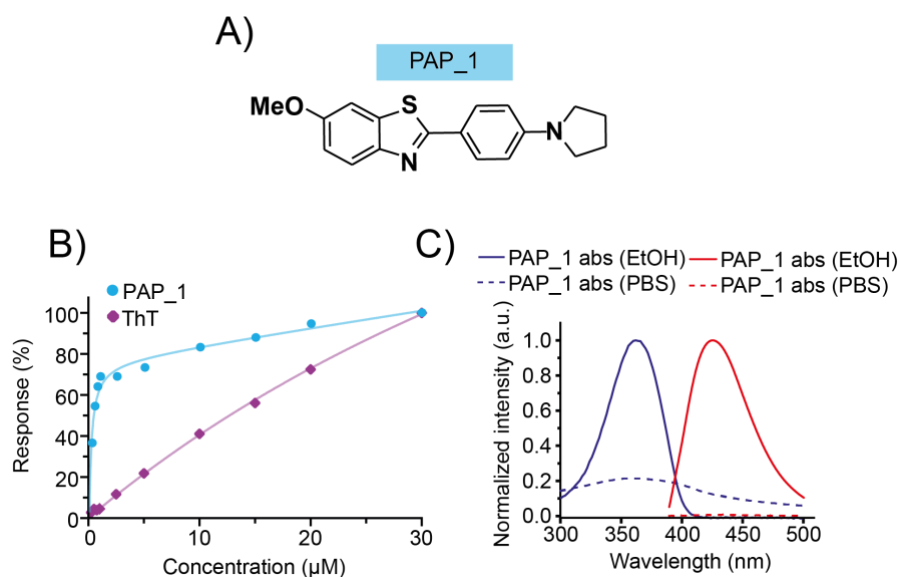 A)
PAP_1
MeO
S
N
N
B)
PAP_1
ThT
Response (%)
100
80
60
40
20
0
0
10
20
30
Concentration (µM)
C)
PAP_1 abs (EtOH)
PAP_1 abs (EtOH)
PAP_1 abs (PBS)
PAP_1 abs (PBS)
Normalized intensity (a.u.)
1.0
0.8
0.6
0.4
0.2
0.0
300
400
450
500
Wavelength (nm)